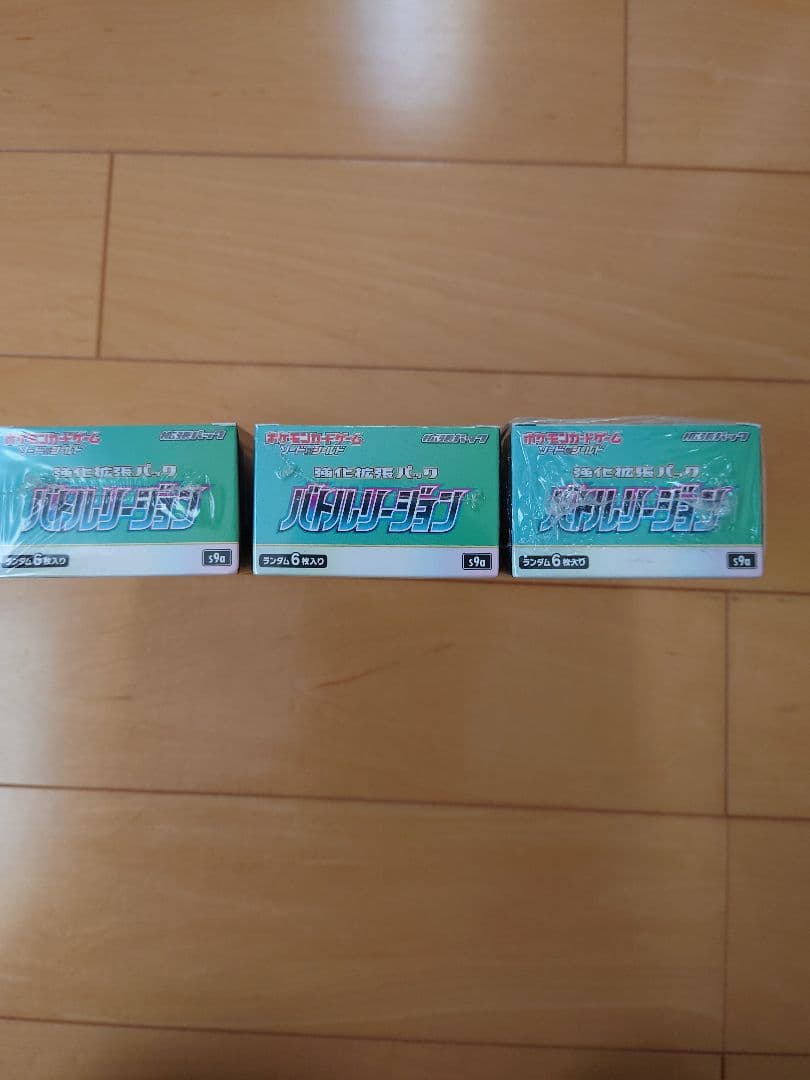 ポケモンカードゲーム
ソード&シールド
拡張パック
強化拡張パック
バトルリージョン
ランダム6枚入り
s9a
ポケモンカードゲーム
ソード&シールド
拡張パック
強化拡張パック
バトルリージョン
ランダム6枚入り
s9a
ポケモンカードゲーム
ソード&シールド
拡張パック
強化拡張パック
バトルリージョン
ランダム6枚入り
s9a